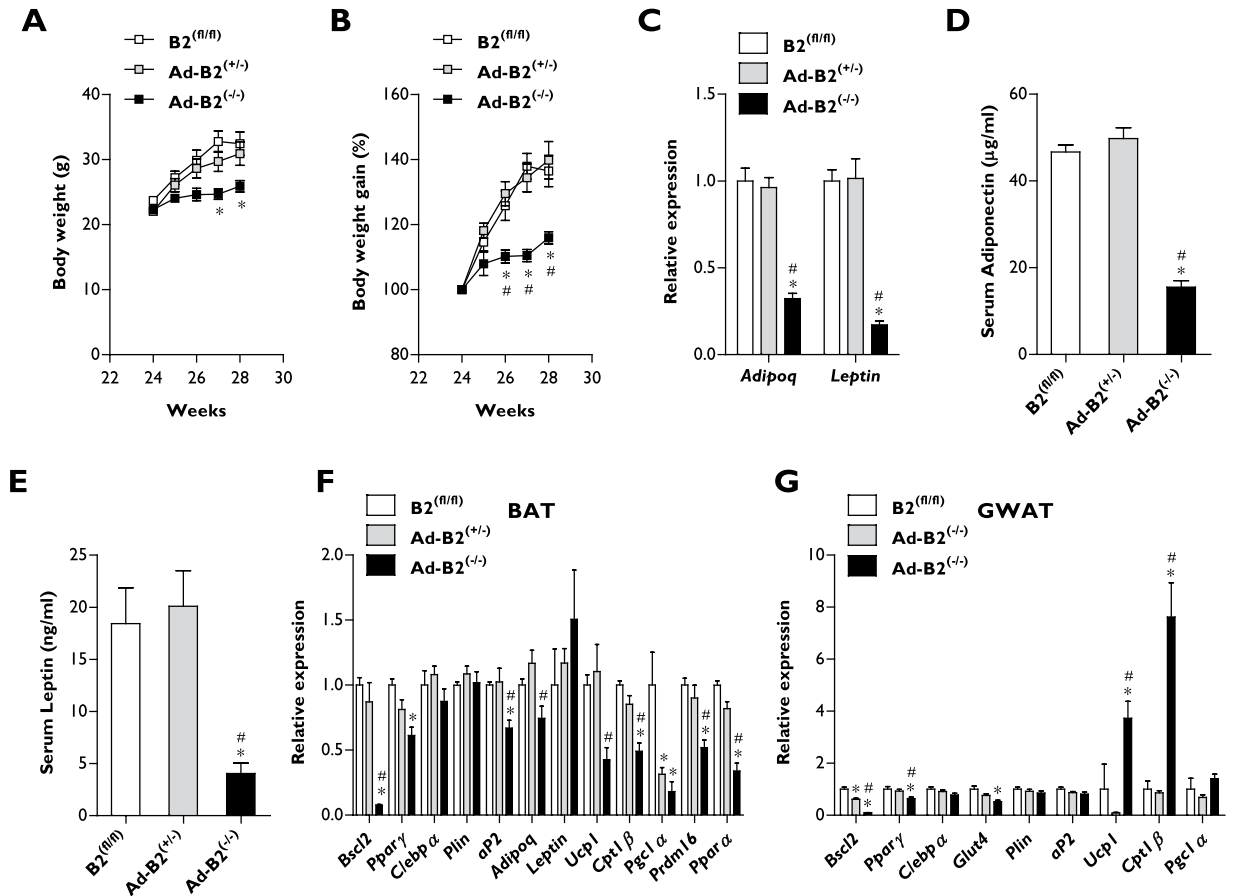 A
B2(fl/fl)
Ad-B2(+/-)
Ad-B2(-/-)
40
30
20
10
0
Body weight (g)
22 24 26 28 30
Weeks
B
B2(fl/fl)
Ad-B2(+/-)
Ad-B2(-/-)
160
140
120
100
80
Body weight gain (%)
* *
* * *
# # #
22 24 26 28 30
Weeks
C
B2(fl/fl)
Ad-B2(+/-)
Ad-B2(-/-)
1.5
1.0
0.5
0.0
Relative expression
# #
* *
Adipoq Leptin
D
60
40
20
0
Serum Adiponectin (μg/ml)
#
*
B2(fl/fl) Ad-B2(+/-) Ad-B2(-/-)
E
25
20
15
10
5
0
Serum Leptin (ng/ml)
#
*
B2(fl/fl) Ad-B2(+/-) Ad-B2(-/-)
F
B2(fl/fl)
Ad-B2(+/-)
Ad-B2(-/-)
BAT
2.0
1.5
1.0
0.5
0.0
Relative expression
# * * # * # # # * * * # * # *
Bscl2 Pparγ C/ebpα Plin aP2 Adipoq Leptin Ucp1 Cpt1β Pgc1α Prdm16 Pparα
G
B2(fl/fl)
Ad-B2(-/-)
Ad-B2(-/-)
GWAT
10
8
6
4
2
0
Relative expression
* # * # * * # * # *
Bscl2 Pparγ C/ebpα Glut4 Plin aP2 Ucp1 Cpt1β Pgc1α